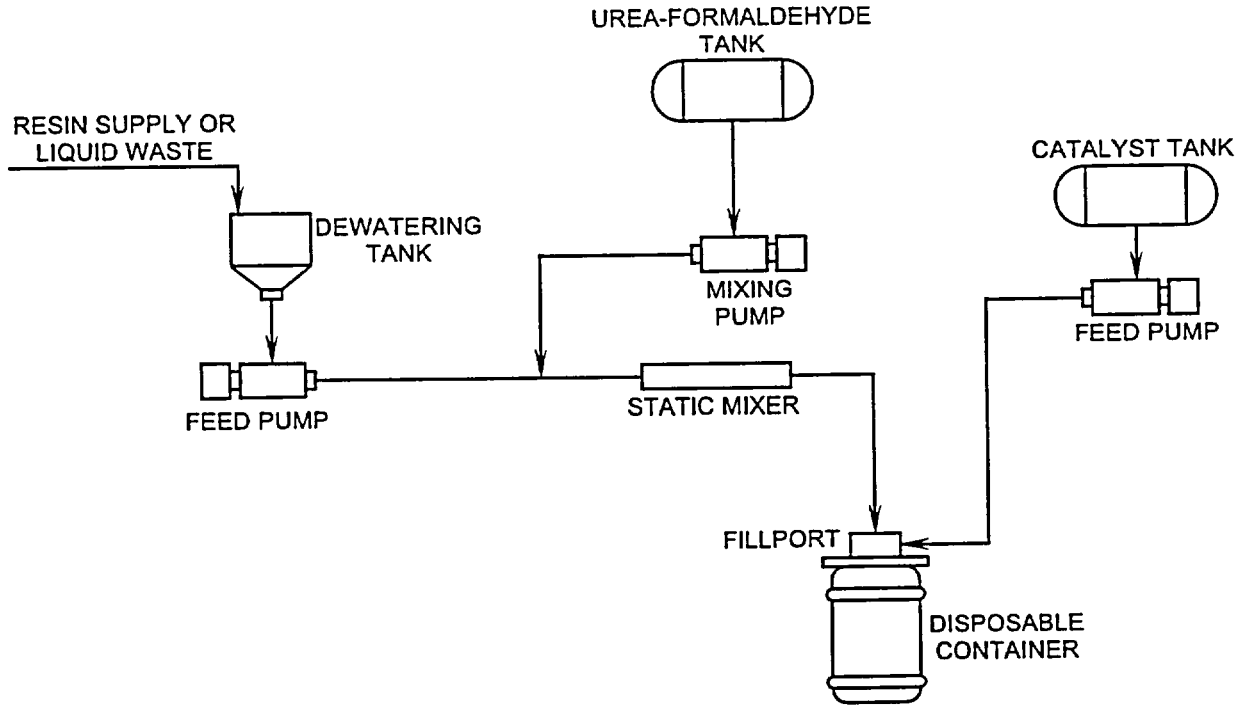 UREA-FORMALDEHYDE
TANK
RESIN SUPPLY OR
LIQUID WASTE
CATALYST TANK
DEWATERING
TANK
MIXING
PUMP
FEED PUMP
STATIC MIXER
FEED PUMP
FILLPORT
DISPOSABLE
CONTAINER